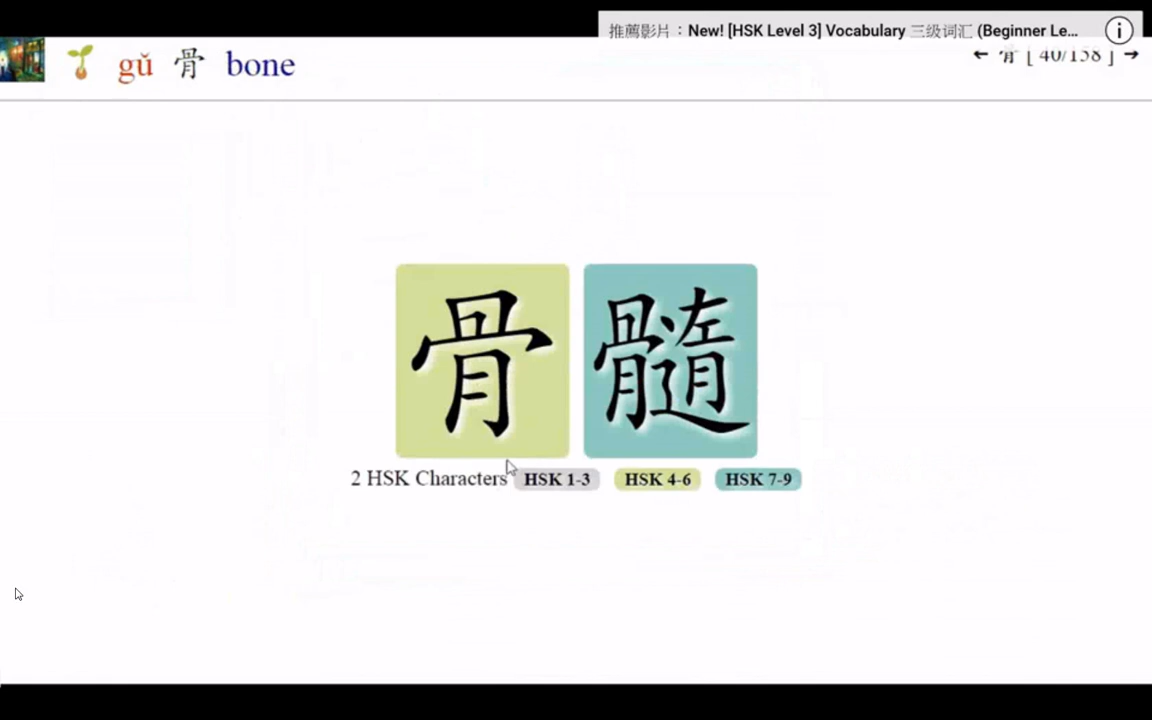 推薦影片：New! [HSK Level 3] Vocabulary 三级词汇 (Beginner Le...
gǔ 骨 bone
← 骨 [ 40/158 ] →
骨 髓
2 HSK Characters HSK 1-3 HSK 4-6 HSK 7-9